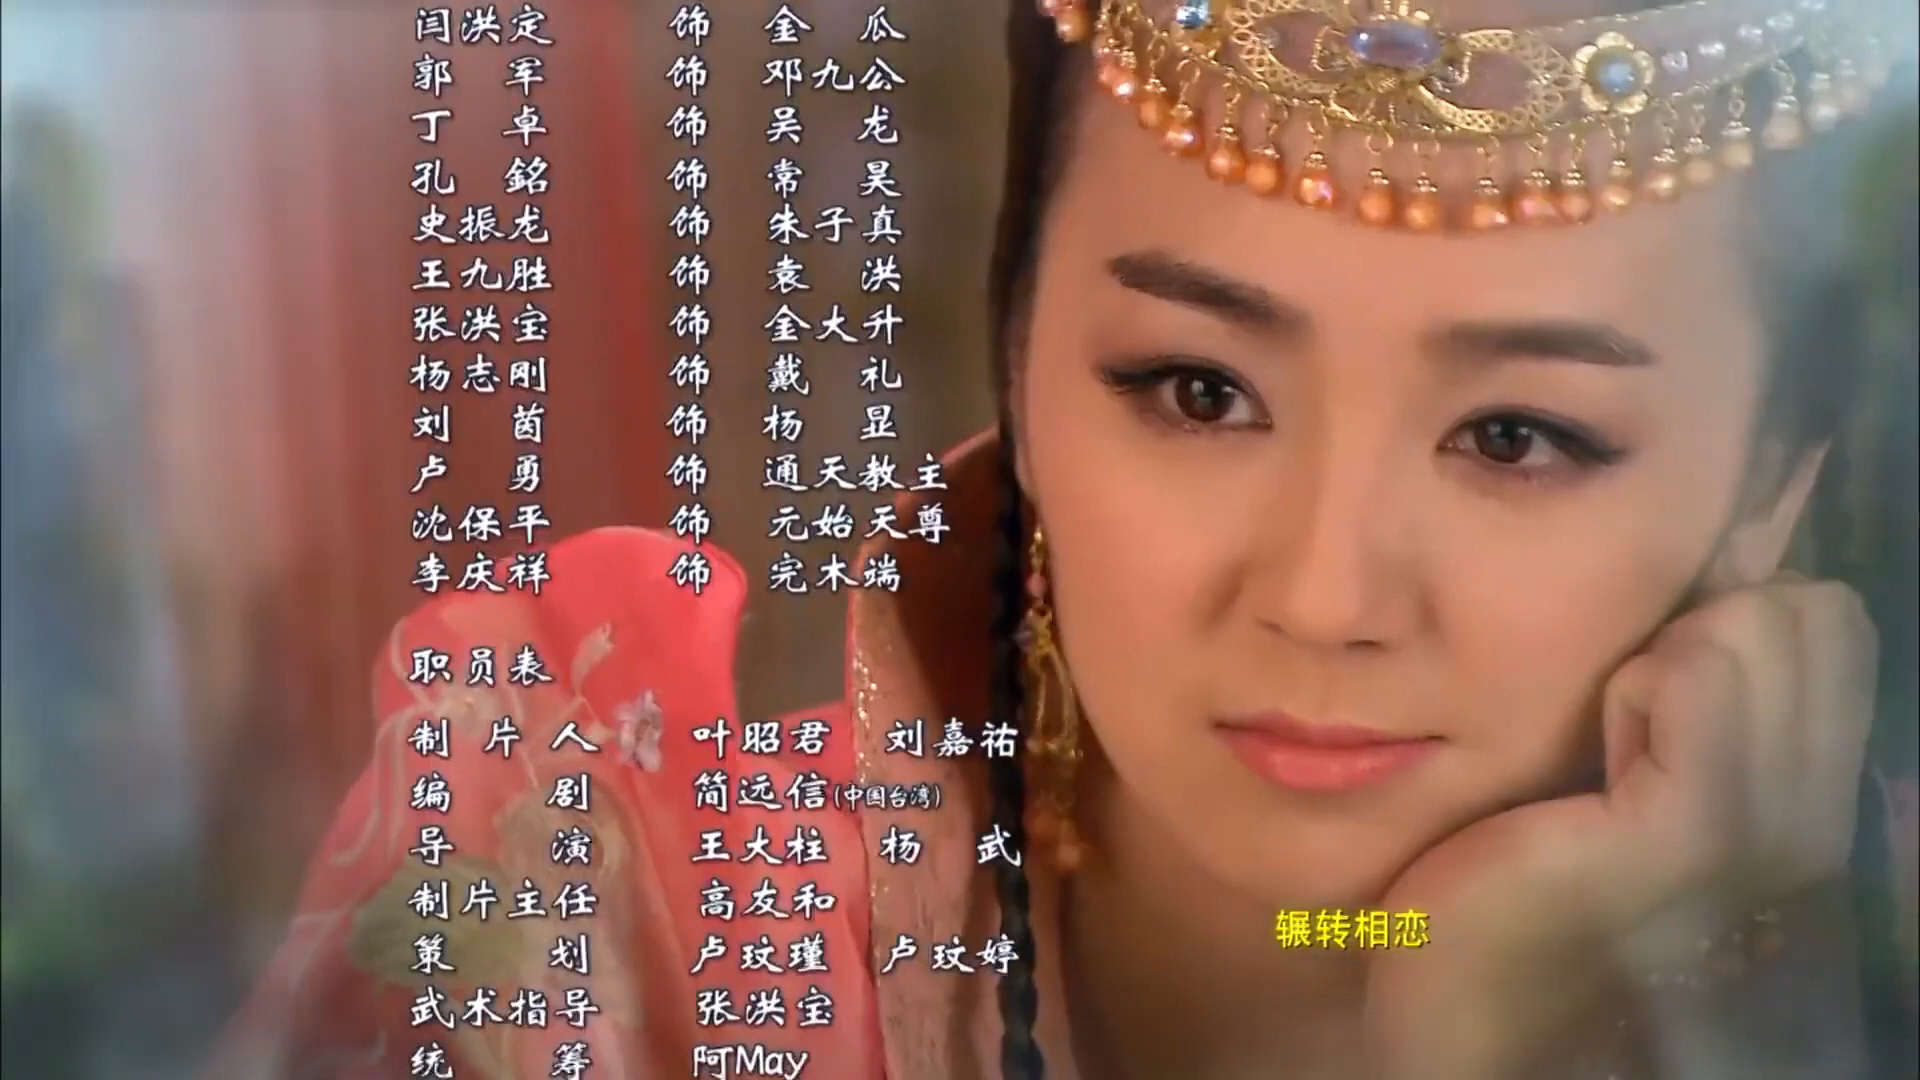 闫洪定 饰 金瓜
郭军 饰 邓九公
丁卓 饰 吴龙
孔銘 饰 常昊
史振龙 饰 朱子真
王九胜 饰 袁洪
张洪宝 饰 金大升
杨志刚 饰 戴礼
刘茵 饰 杨显
卢勇 饰 通天教主
沈保平 饰 元始天尊
李庆祥 饰 完木端
职员表
制片人 叶昭君 刘嘉祐
编剧 简远信(中国台湾)
导演 王大柱 杨武
制片主任 高友和
策划 卢玟瑾 卢玟婷
武术指导 张洪宝
统筹 阿May
辗转相恋